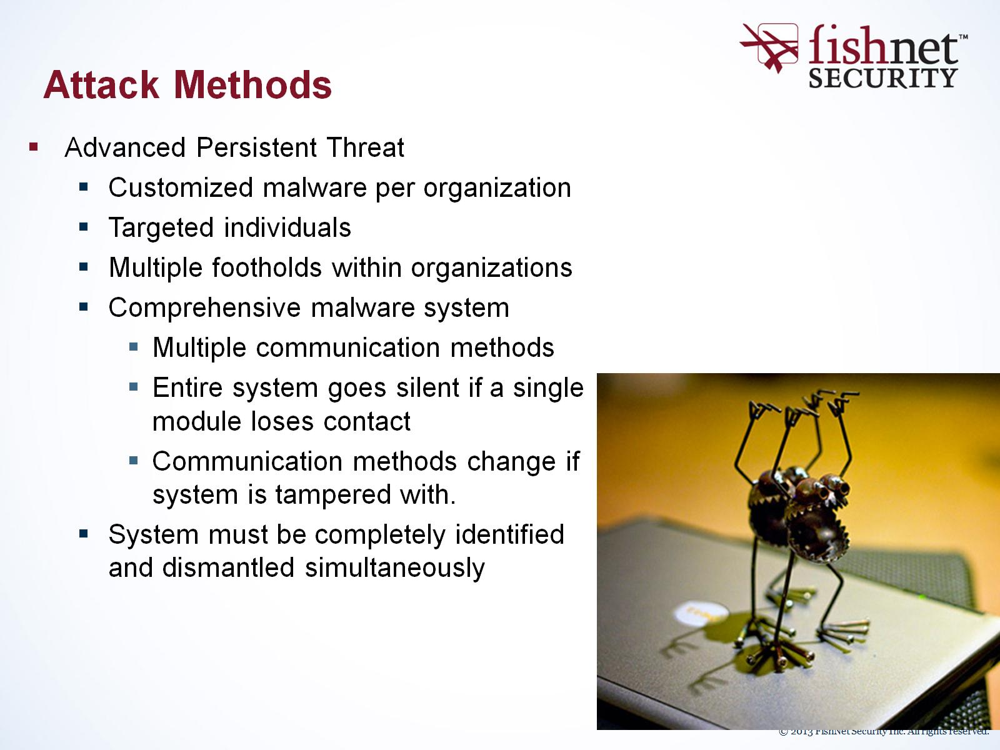 fishnet™
SECURITY
Attack Methods
Advanced Persistent Threat
Customized malware per organization
Targeted individuals
Multiple footholds within organizations
Comprehensive malware system
Multiple communication methods
Entire system goes silent if a single
module loses contact
Communication methods change if
system is tampered with.
System must be completely identified
and dismantled simultaneously
© 2013 FishNet Security Inc. All rights reserved.